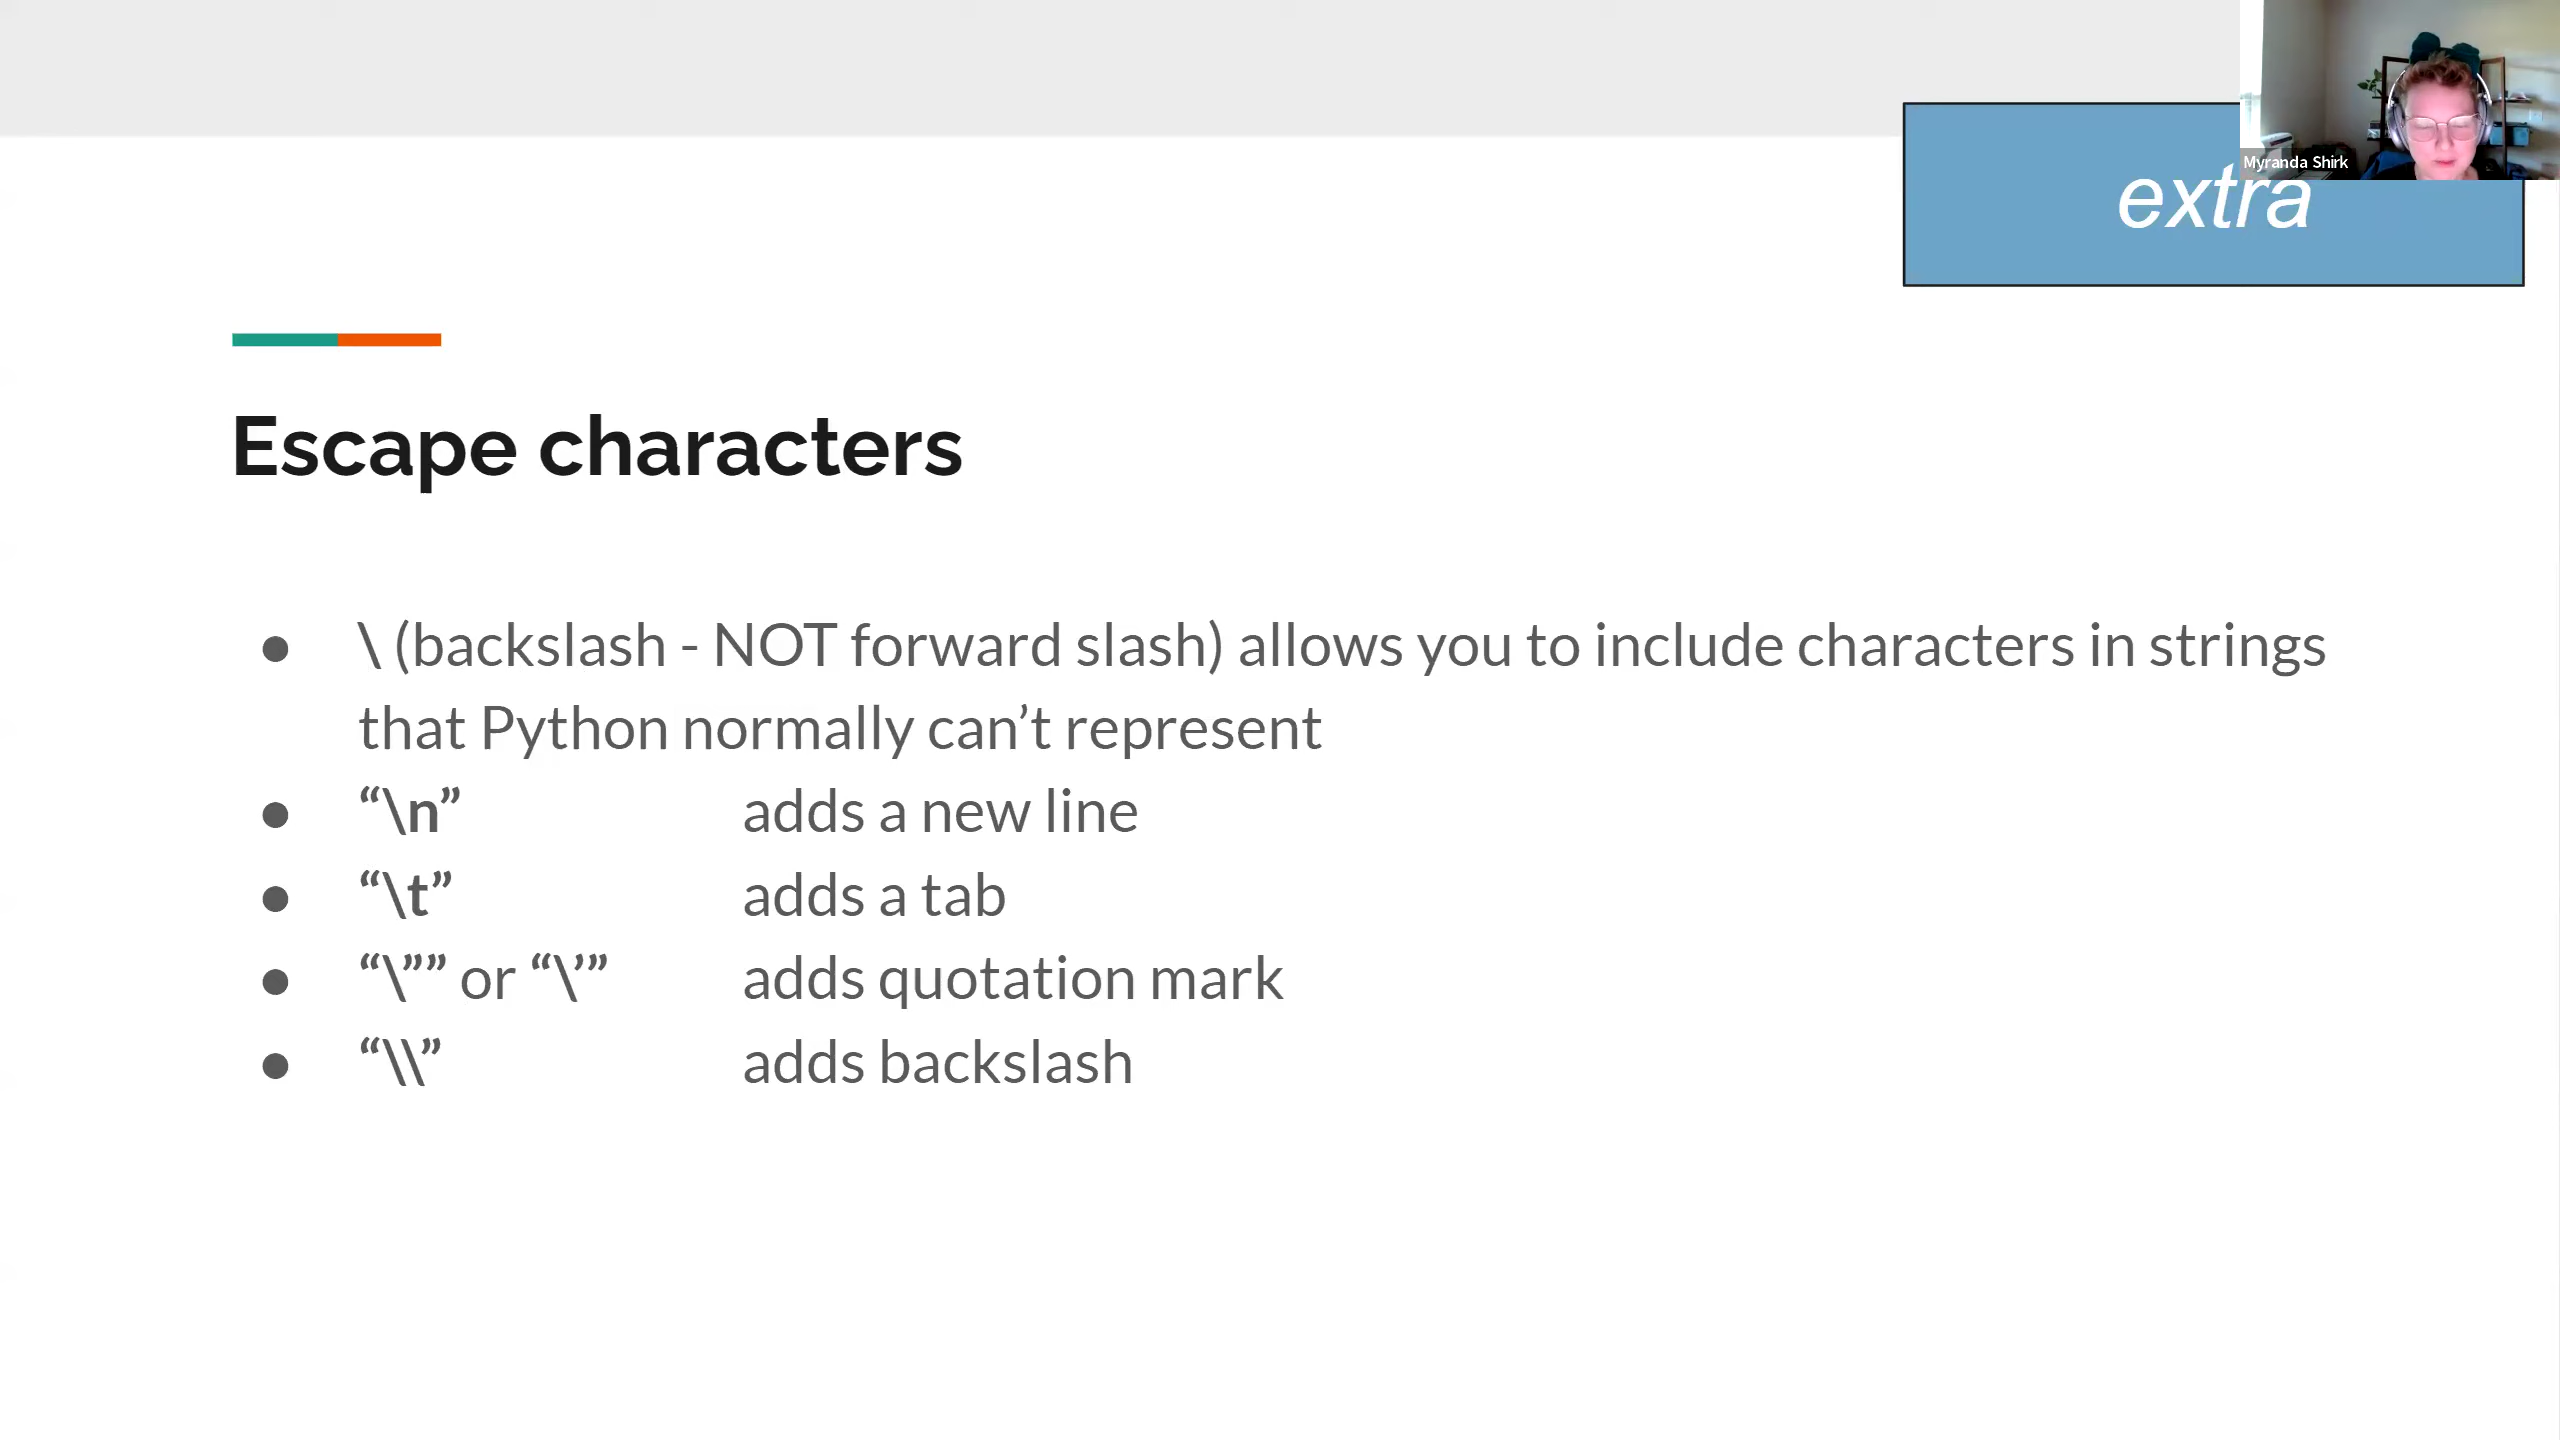 Myranda Shirk
extra
Escape characters
● \ (backslash - NOT forward slash) allows you to include characters in strings
that Python normally can’t represent
● “\n” adds a new line
● “\t” adds a tab
● “\”” or “\’” adds quotation mark
● “\\” adds backslash